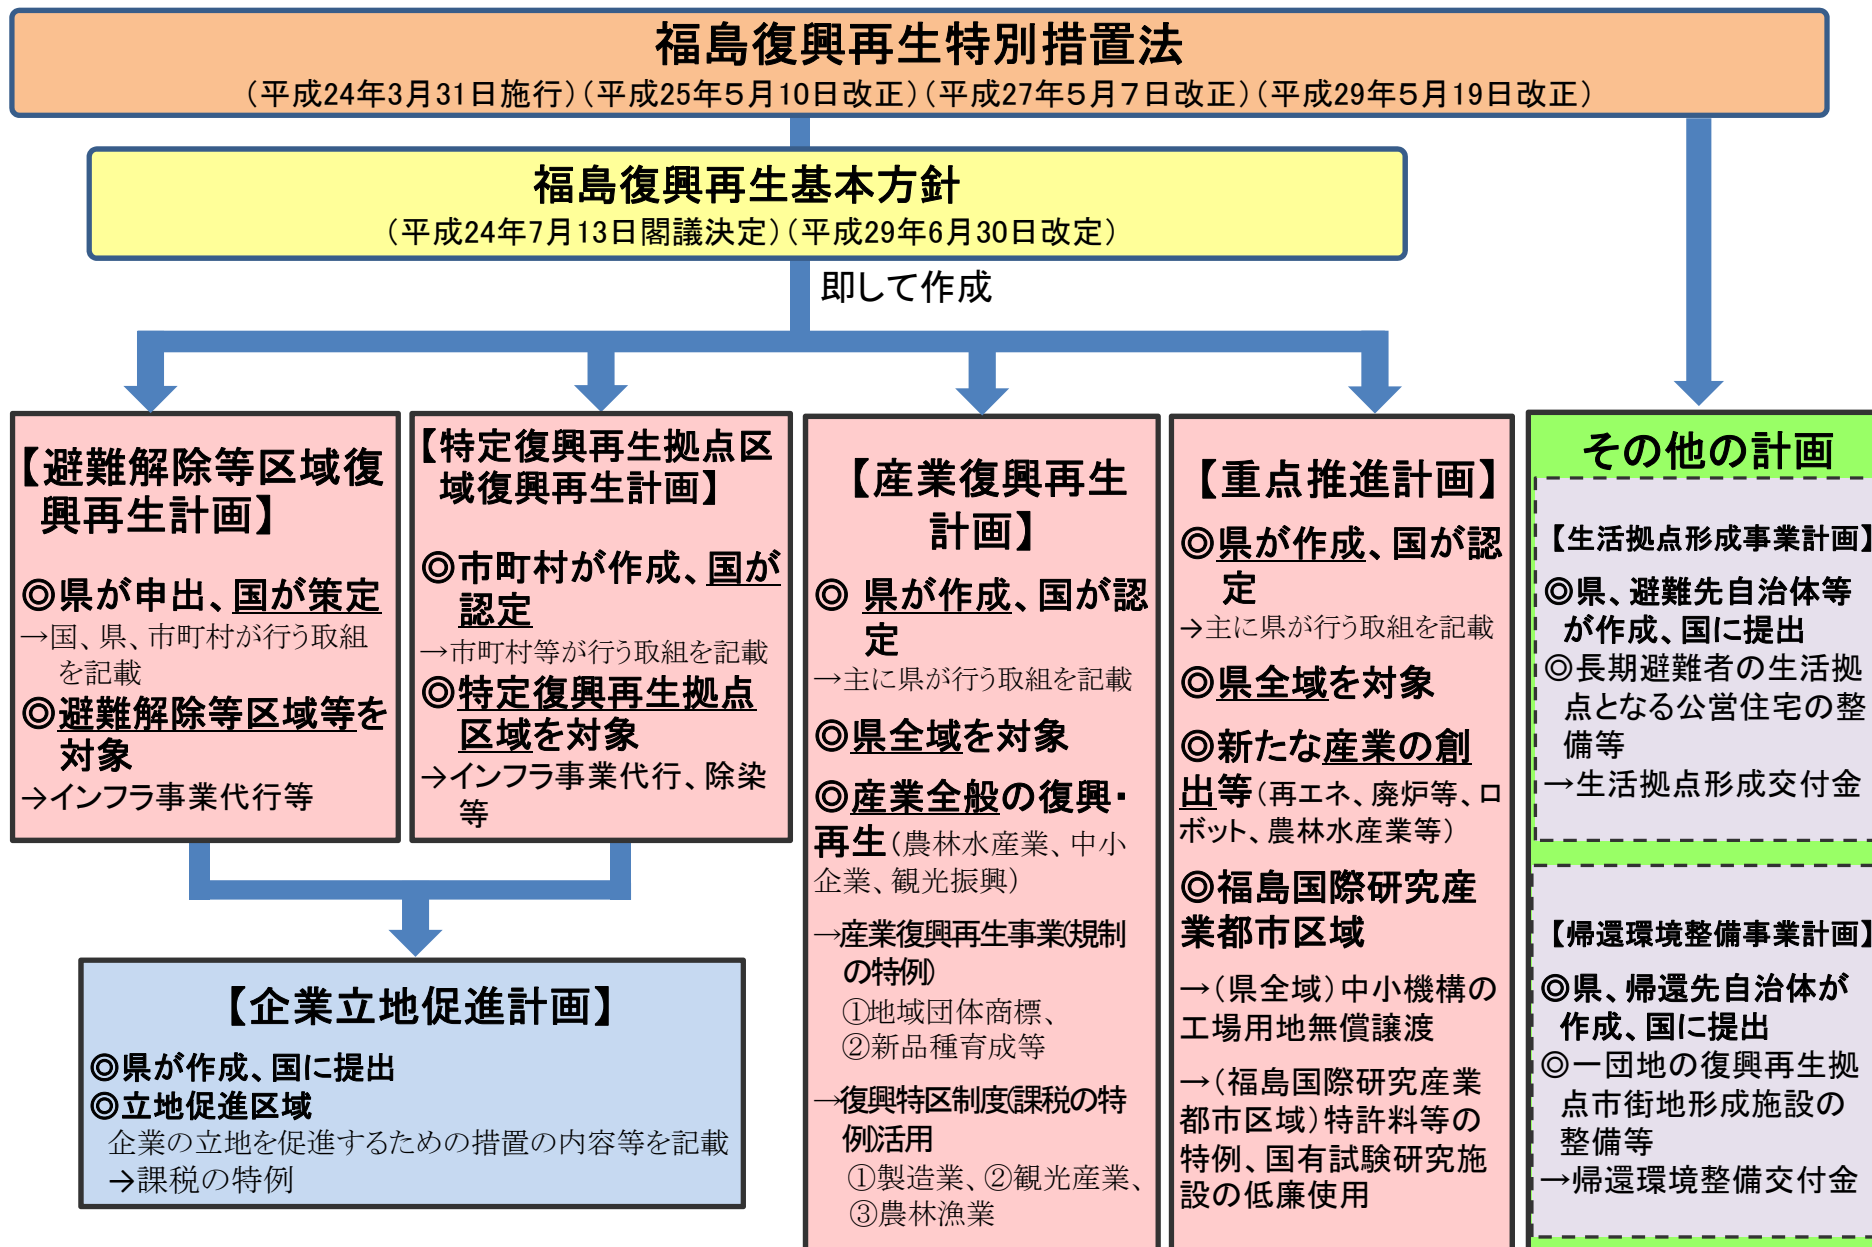 福島復興再生特別措置法
(平成24年3月31日施行)(平成25年5月10日改正)(平成27年5月7日改正)(平成29年5月19日改正)
福島復興再生基本方針
(平成24年7月13日閣議決定)(平成29年6月30日改定)
即して作成
【避難解除等区域復
興再生計画】
◎県が申出、国が策定
→国、県、市町村が行う取組
を記載
◎避難解除等区域等を
対象
→インフラ事業代行等
【特定復興再生拠点区
域復興再生計画】
◎市町村が作成、国が
認定
→市町村等が行う取組を記載
◎特定復興再生拠点
区域を対象
→インフラ事業代行、除染
等
【企業立地促進計画】
◎県が作成、国に提出
◎立地促進区域
企業の立地を促進するための措置の内容等を記載
→課税の特例
【産業復興再生
計画】
◎ 県が作成、国が認
定
→主に県が行う取組を記載
◎県全域を対象
◎産業全般の復興・
再生(農林水産業、中小
企業、観光振興)
→産業復興再生事業(規制
の特例)
①地域団体商標、
②新品種育成等
→復興特区制度(課税の特
例)活用
①製造業、②観光産業、
③農林漁業
【重点推進計画】
◎県が作成、国が認
定
→主に県が行う取組を記載
◎県全域を対象
◎新たな産業の創
出等(再エネ、廃炉等、ロ
ボット、農林水産業等)
◎福島国際研究産
業都市区域
→(県全域)中小機構の
工場用地無償譲渡
→(福島国際研究産業
都市区域)特許料等の
特例、国有試験研究施
設の低廉使用
その他の計画
【生活拠点形成事業計画】
◎県、避難先自治体等
が作成、国に提出
◎長期避難者の生活拠
点となる公営住宅の整
備等
→生活拠点形成交付金
【帰還環境整備事業計画】
◎県、帰還先自治体が
作成、国に提出
◎一団地の復興再生拠
点市街地形成施設の
整備等
→帰還環境整備交付金